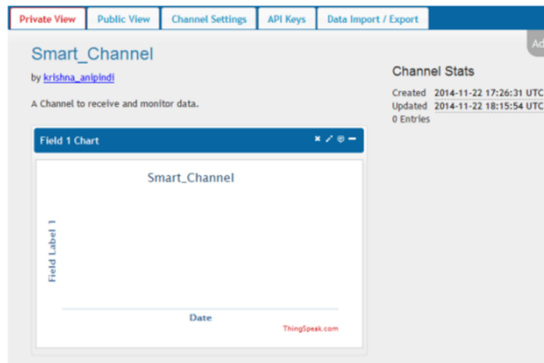 Private View
Public View
Channel Settings
API Keys
Data Import / Export
Ad
Smart_Channel
by krishna_anipindi
A Channel to receive and monitor data.
Channel Stats
Created 2014-11-22 17:26:31 UTC
Updated 2014-11-22 18:15:54 UTC
0 Entries
Field 1 Chart
Smart_Channel
Field Label 1
Date
ThingSpeak.com